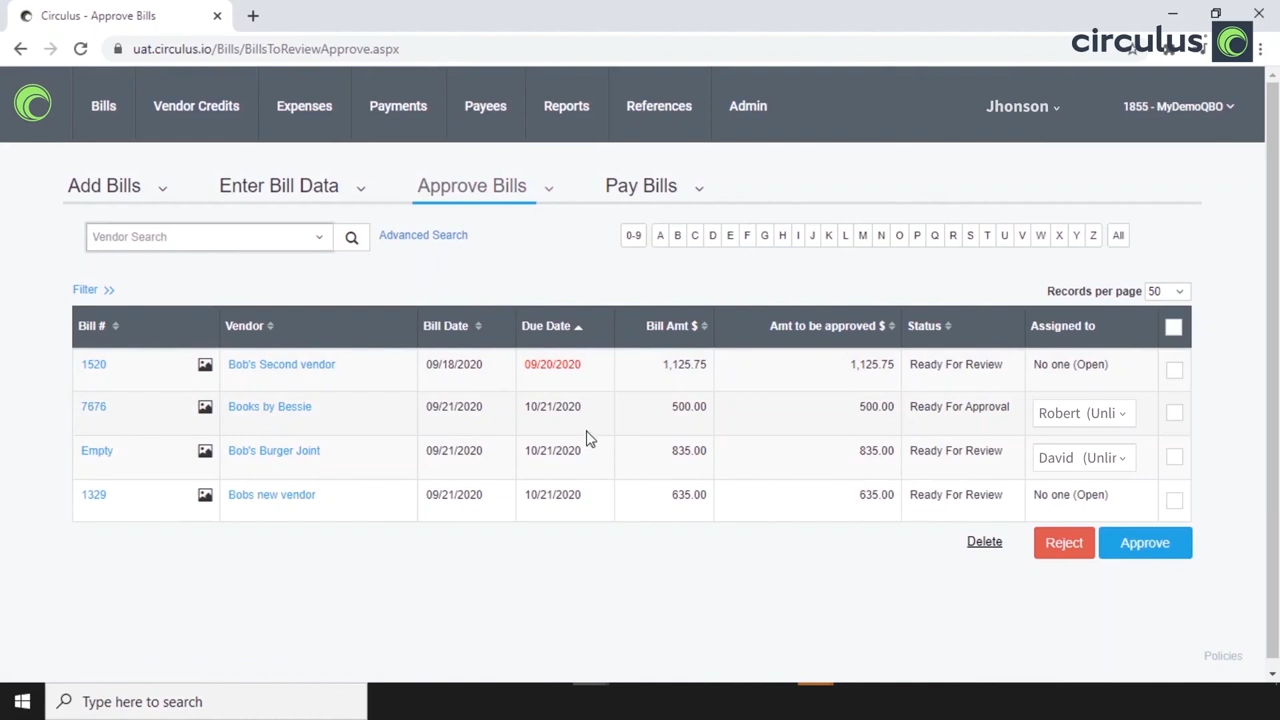 Circulus - Approve Bills
uat.circulus.io/Bills/BillsToReviewApprove.aspx
circulus
Bills Vendor Credits Expenses Payments Payees Reports References Admin Jhonson 1855 - MyDemoQBO
Add Bills Enter Bill Data Approve Bills Pay Bills
Vendor Search Advanced Search 0-9 A B C D E F G H I J K L M N O P Q R S T U V W X Y Z All
Filter >> Records per page 50
Bill # Vendor Bill Date Due Date Bill Amt $ Amt to be approved $ Status Assigned to
1520 Bob's Second vendor 09/18/2020 09/20/2020 1,125.75 1,125.75 Ready For Review No one (Open)
7676 Books by Bessie 09/21/2020 10/21/2020 500.00 500.00 Ready For Approval Robert (Unli
Empty Bob's Burger Joint 09/21/2020 10/21/2020 835.00 835.00 Ready For Review David (Unlir
1329 Bobs new vendor 09/21/2020 10/21/2020 635.00 635.00 Ready For Review No one (Open)
Delete Reject Approve
Policies
Type here to search